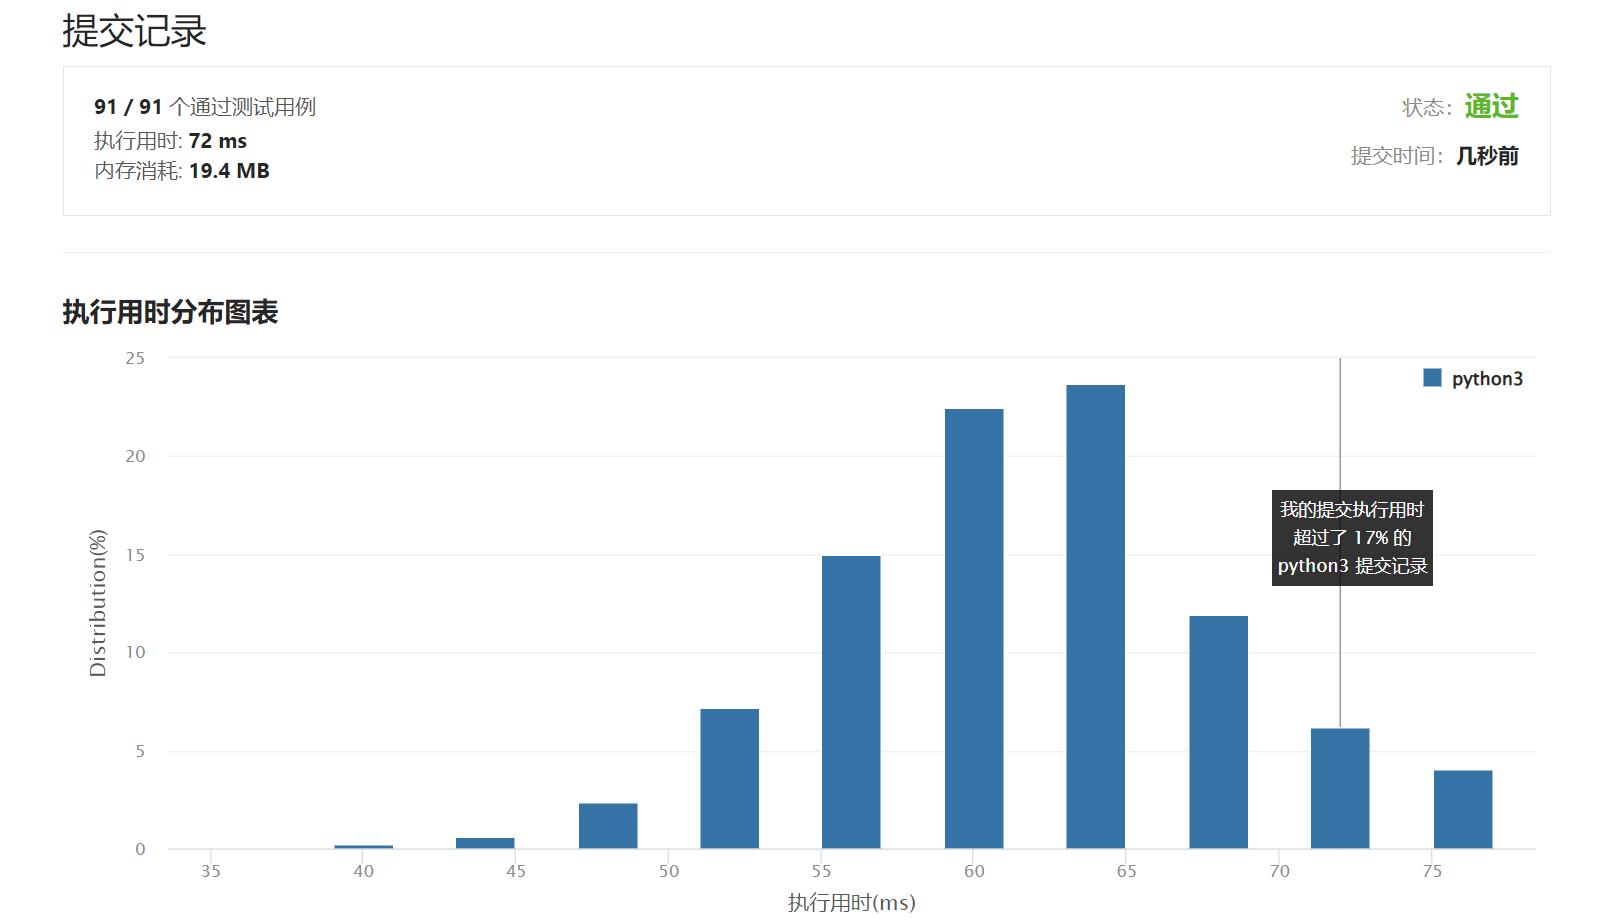 提交记录
91 / 91 个通过测试用例
状态：通过
执行用时: 72 ms
提交时间：几秒前
内存消耗: 19.4 MB
执行用时分布图表
25
20
15
10
5
0
Distribution(%)
python3
我的提交执行用时
超过了 17% 的
python3 提交记录
35 40 45 50 55 60 65 70 75
执行用时(ms)